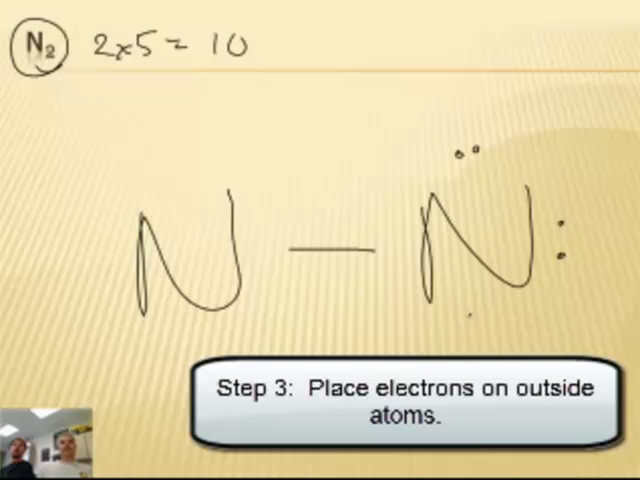 N₂ 2x5 = 10
N — N:
Step 3: Place electrons on outside
atoms.